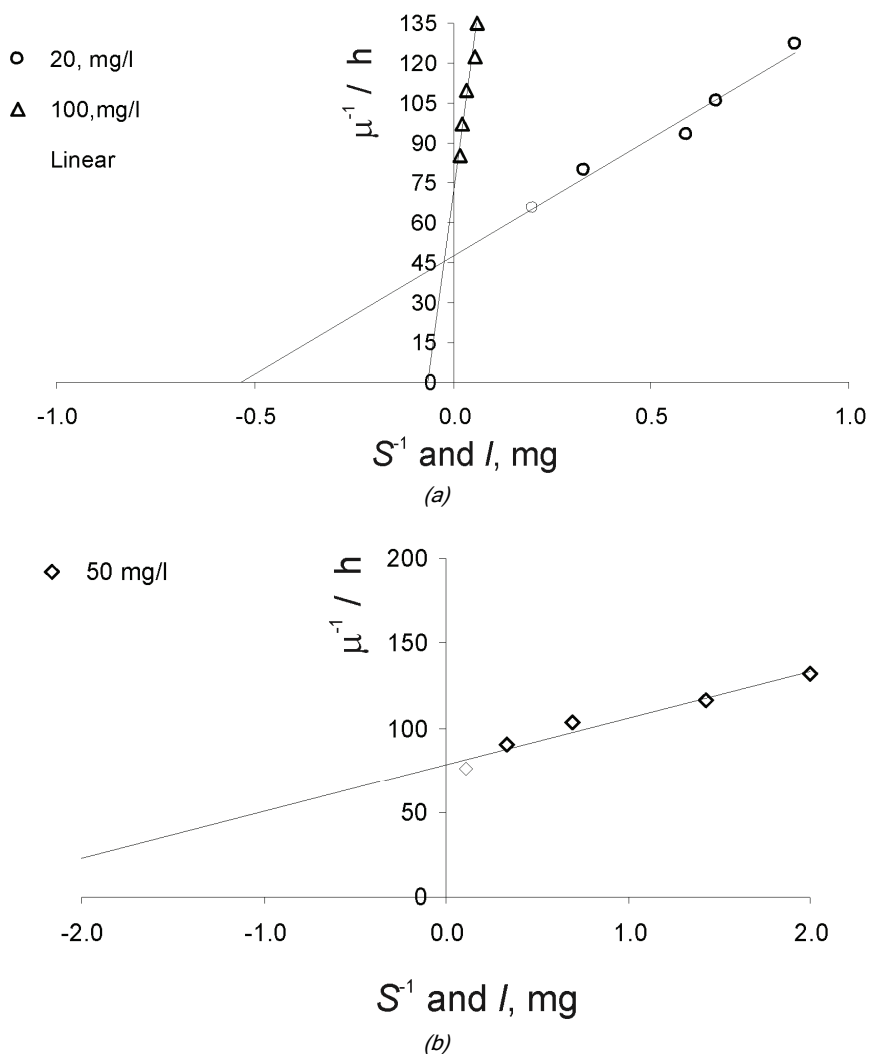 20, mg/l
100,mg/l
Linear
μ⁻¹ / h
135
120
105
90
75
60
45
30
15
0
-1.0 -0.5 0.0 0.5 1.0
S⁻¹ and l, mg
(a)
50 mg/l
μ⁻¹ / h
200
150
100
50
0
-2.0 -1.0 0.0 1.0 2.0
S⁻¹ and l, mg
(b)